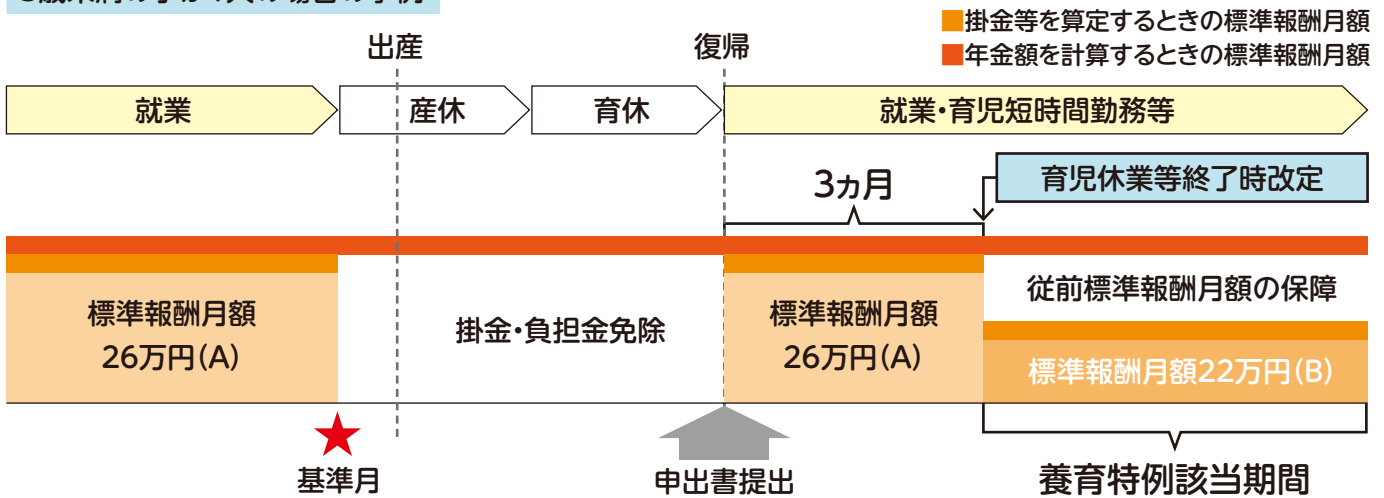 ■掛金等を算定するときの標準報酬月額
■年金額を計算するときの標準報酬月額
出産
復帰
就業
産休
育休
就業・育児短時間勤務等
3ヵ月
育児休業等終了時改定
標準報酬月額
26万円(A)
掛金・負担金免除
標準報酬月額
26万円(A)
従前標準報酬月額の保障
標準報酬月額22万円(B)
基準月
申出書提出
養育特例該当期間